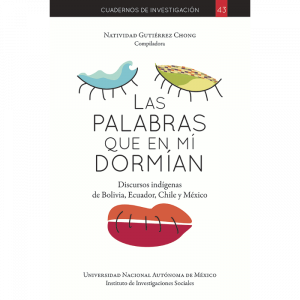 CUADERNOS DE INVESTIGACIÓN 43
NATIVIDAD GUTIÉRREZ CHONG
Compiladora
LAS
PALABRAS
QUE EN MÍ
DORMÍAN
Discursos indígenas
de Bolivia, Ecuador, Chile y México
UNIVERSIDAD NACIONAL AUTÓNOMA DE MÉXICO
Instituto de Investigaciones Sociales